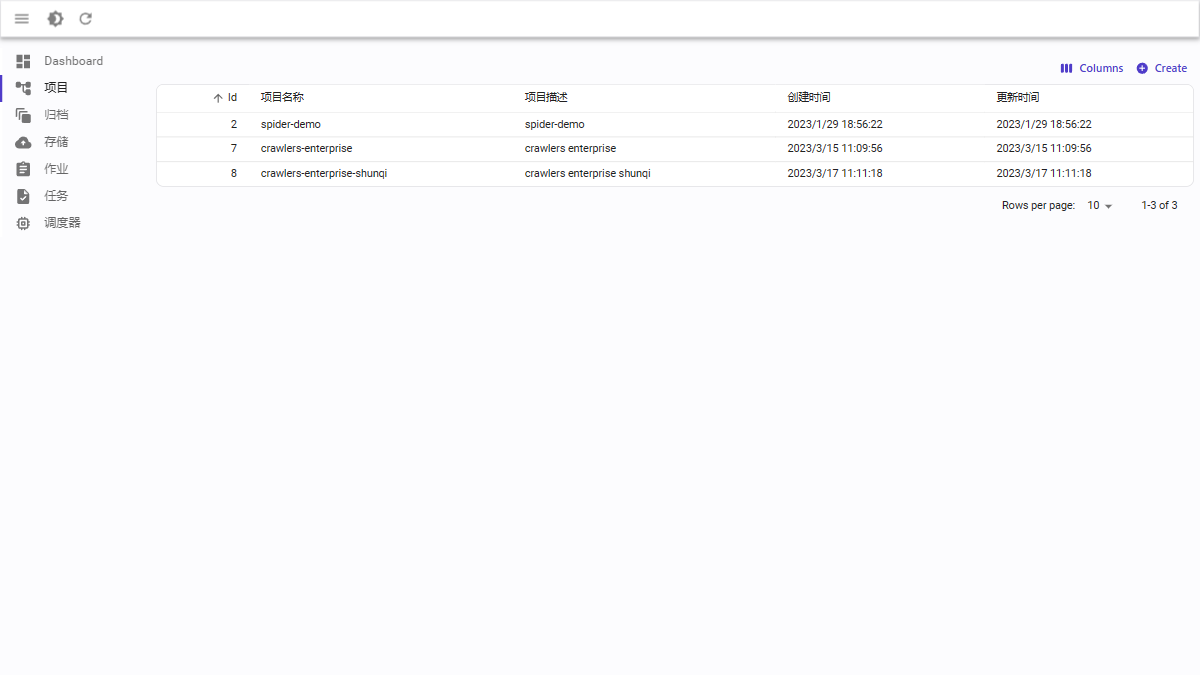 Dashboard
项目
归档
存储
作业
任务
调度器
Columns Create
Id 项目名称 项目描述 创建时间 更新时间
2 spider-demo spider-demo 2023/1/29 18:56:22 2023/1/29 18:56:22
7 crawlers-enterprise crawlers enterprise 2023/3/15 11:09:56 2023/3/15 11:09:56
8 crawlers-enterprise-shunqi crawlers enterprise shunqi 2023/3/17 11:11:18 2023/3/17 11:11:18
Rows per page: 10 1-3 of 3